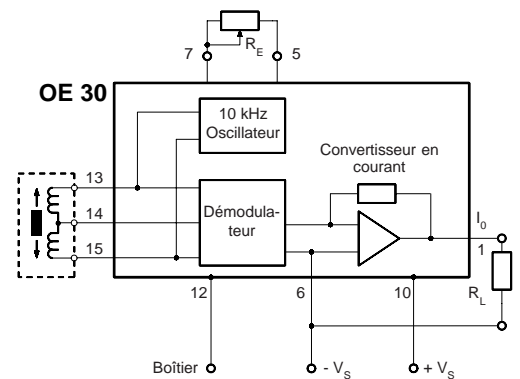 7
R_E
5
OE 30
10 kHz
Oscillateur
Convertisseur en
courant
13
14
15
Démodula-
teur
I_0
1
12
6
10
R_L
Boîtier
- V_S
+ V_S